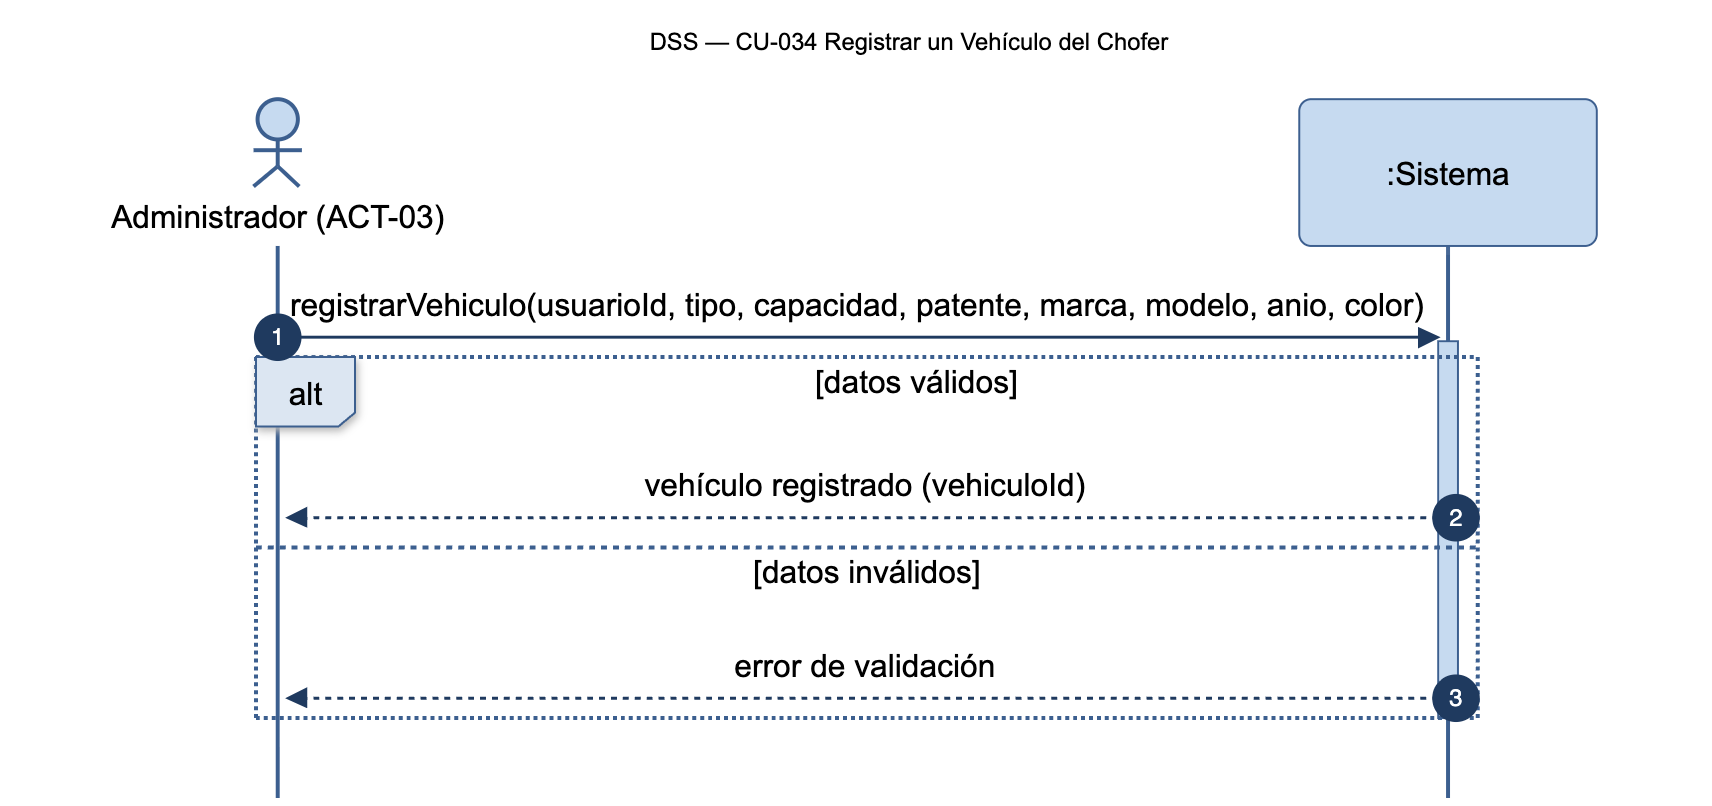 DSS — CU-034 Registrar un Vehículo del Chofer
:Sistema
Administrador (ACT-03)
registrarVehiculo(usuarioId, tipo, capacidad, patente, marca, modelo, anio, color)
1
alt
[datos válidos]
vehículo registrado (vehiculoId)
2
[datos inválidos]
error de validación
3